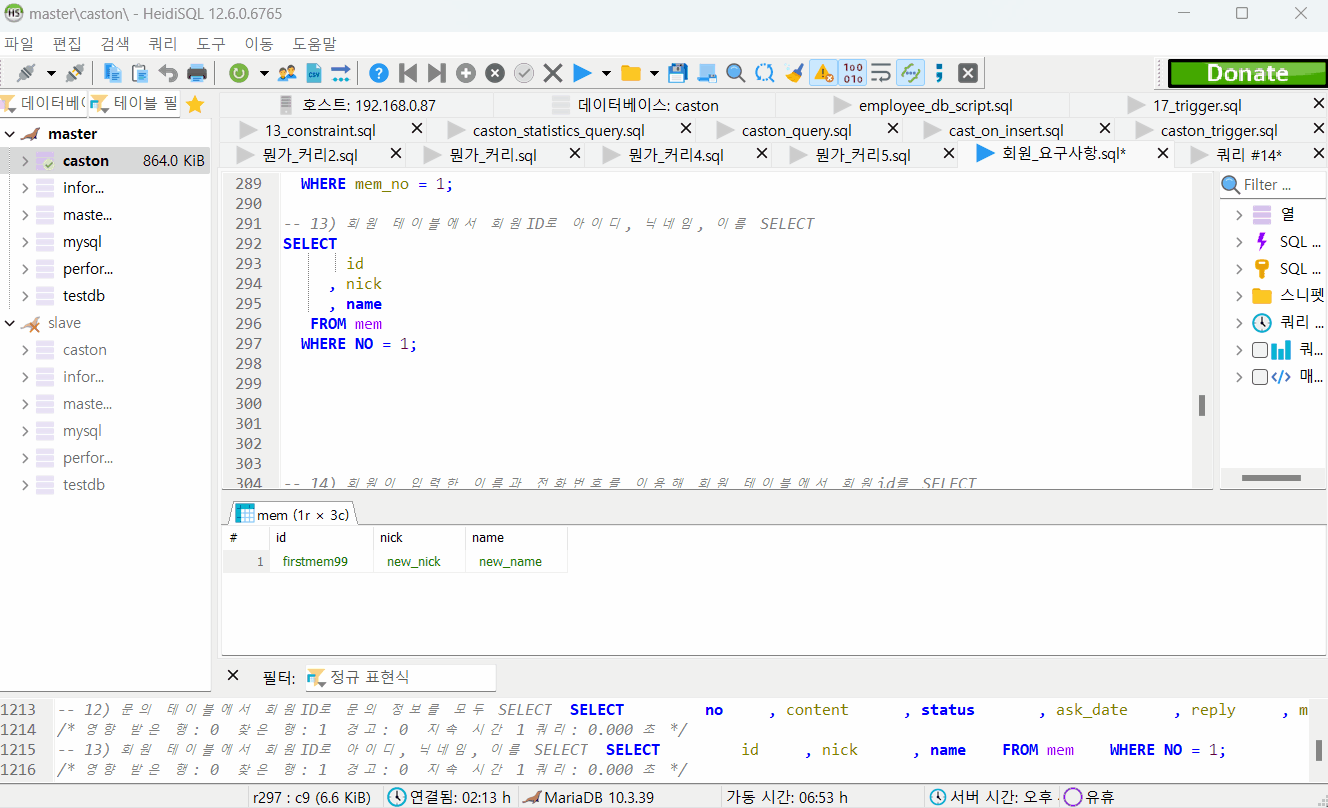 master\caston\ - HeidiSQL 12.6.0.6765
파일 편집 검색 쿼리 도구 이동 도움말
Donate
데이터베(
테이블 필
호스트: 192.168.0.87
데이터베이스: caston
employee_db_script.sql
17_trigger.sql
13_constraint.sql
caston_statistics_query.sql
caston_query.sql
cast_on_insert.sql
caston_trigger.sql
뭔가_커리2.sql
뭔가_커리.sql
뭔가_커리4.sql
뭔가_커리5.sql
회원_요구사항.sql*
쿼리 #14*
master
caston 864.0 KiB
infor...
maste...
mysql
perfor...
testdb
slave
caston
infor...
maste...
mysql
perfor...
testdb
289 WHERE mem_no = 1;
290
291 -- 13) 회원 테이블에서 회원ID로 아이디, 닉네임, 이름 SELECT
292 SELECT
293 id
294 , nick
295 , name
296 FROM mem
297 WHERE NO = 1;
298
299
300
301
302
303
304 -- 14) 회원이 입력한 이름과 전화번호를 이용해 회원 테이블에서 회원id를 SELECT
Filter ...
열
SQL ...
SQL ...
스니펫
쿼리 ...
쿼...
매...
mem (1r × 3c)
# id nick name
1 firstmem99 new_nick new_name
필터: 정규 표현식
1213 -- 12) 문의 테이블에서 회원ID로 문의 정보를 모두 SELECT SELECT no , content , status , ask_date , reply , m
1214 /* 영향 받은 행: 0 찾은 행: 1 경고: 0 지속 시간 1 쿼리: 0.000 초 */
1215 -- 13) 회원 테이블에서 회원ID로 아이디, 닉네임, 이름 SELECT SELECT id , nick , name FROM mem WHERE NO = 1;
1216 /* 영향 받은 행: 0 찾은 행: 1 경고: 0 지속 시간 1 쿼리: 0.000 초 */
r297 : c9 (6.6 KiB)
연결됨: 02:13 h
MariaDB 10.3.39
가동 시간: 06:53 h
서버 시간: 오후
유휴